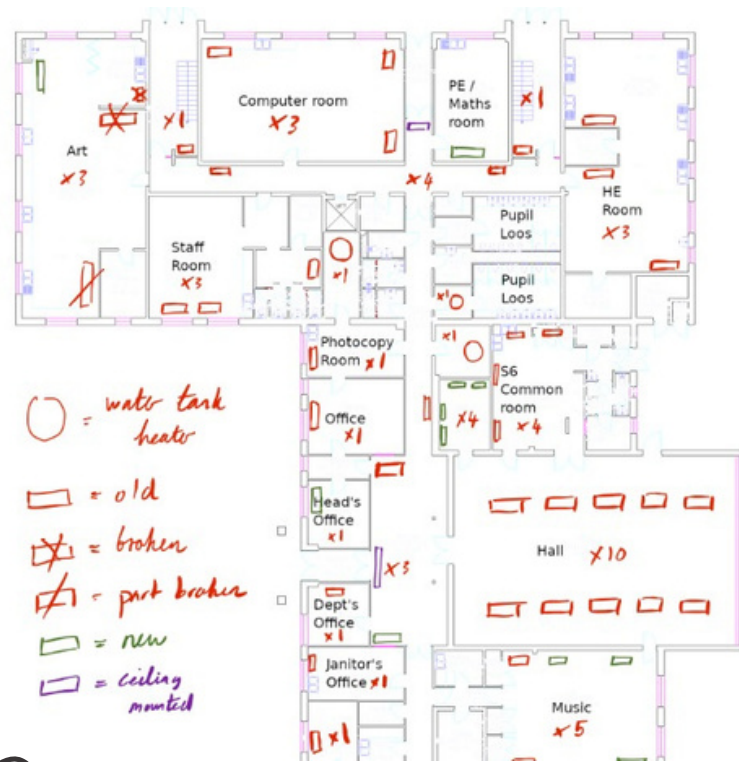 Computer room
x3
PE /
Maths
room
x1
x1
Art
x3
x4
HE
Room
x3
Pupil
Loos
Staff
Room
x3
x1
Pupil
Loos
x1
x1
Photocopy
Room x1
S6
Common
room
x4
x4
Office
x1
Head's
Office
x1
Hall
x10
x3
Dept's
Office
x1
Janitor's
Office x1
Music
x5
x1
= water tank
heater
= old
= broken
= part broken
= new
= ceiling
mounted